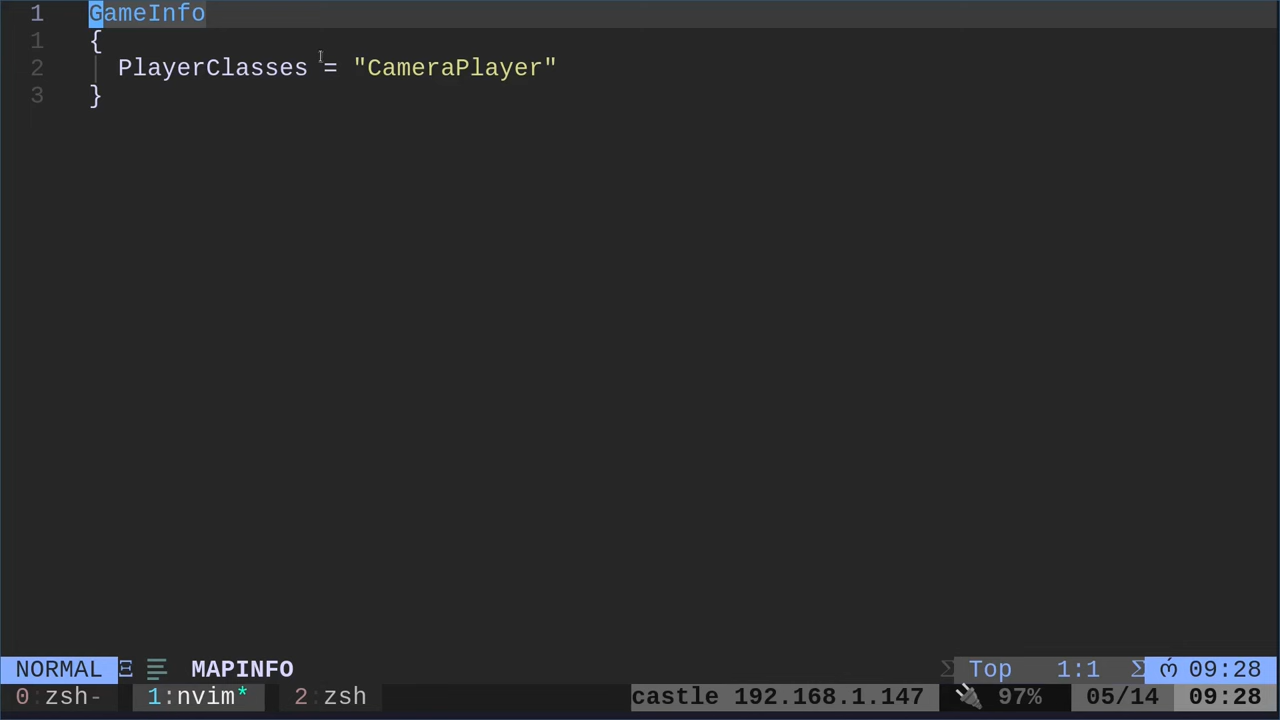 1 GameInfo
1 {
2 PlayerClasses = "CameraPlayer"
3 }
NORMAL MAPINFO Top 1:1 09:28
0:zsh- 1:nvim* 2:zsh castle 192.168.1.147 97% 05/14 09:28